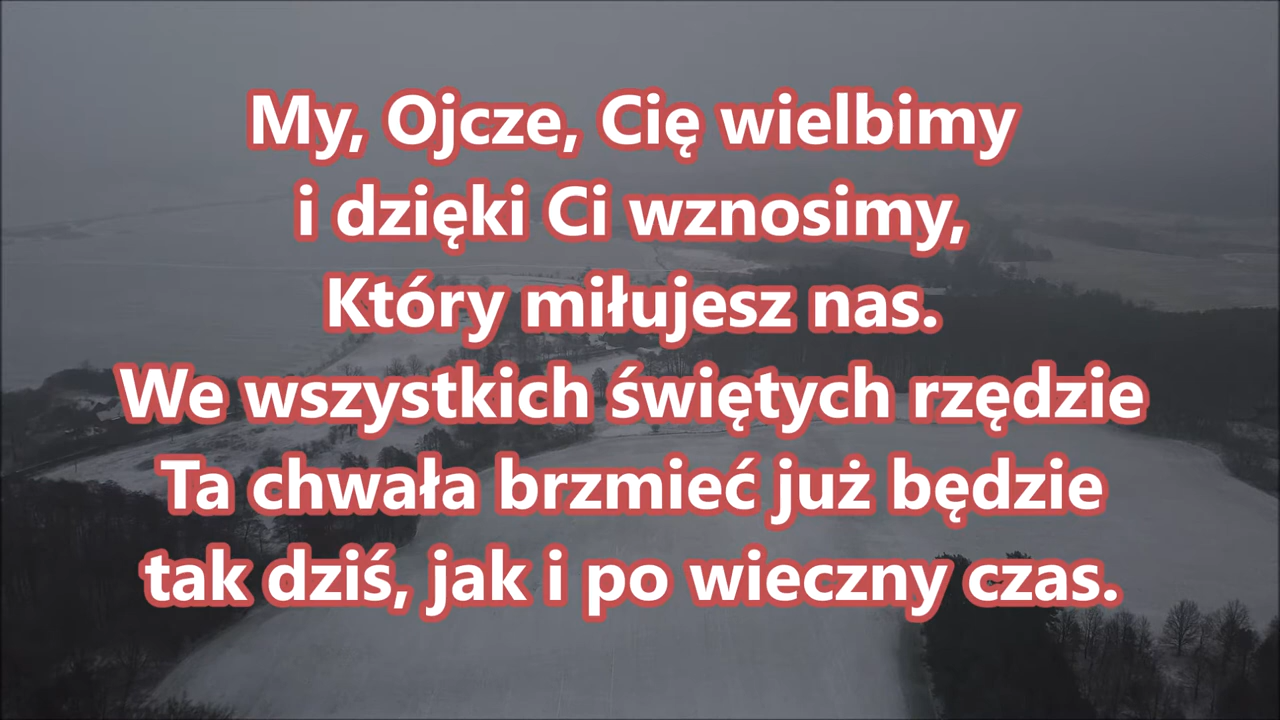 My, Ojcze, Cię wielbimy
i dzięki Ci wznosimy,
Który miłujesz nas.
We wszystkich świętych rzędzie
Ta chwała brzmieć już będzie
tak dziś, jak i po wieczny czas.